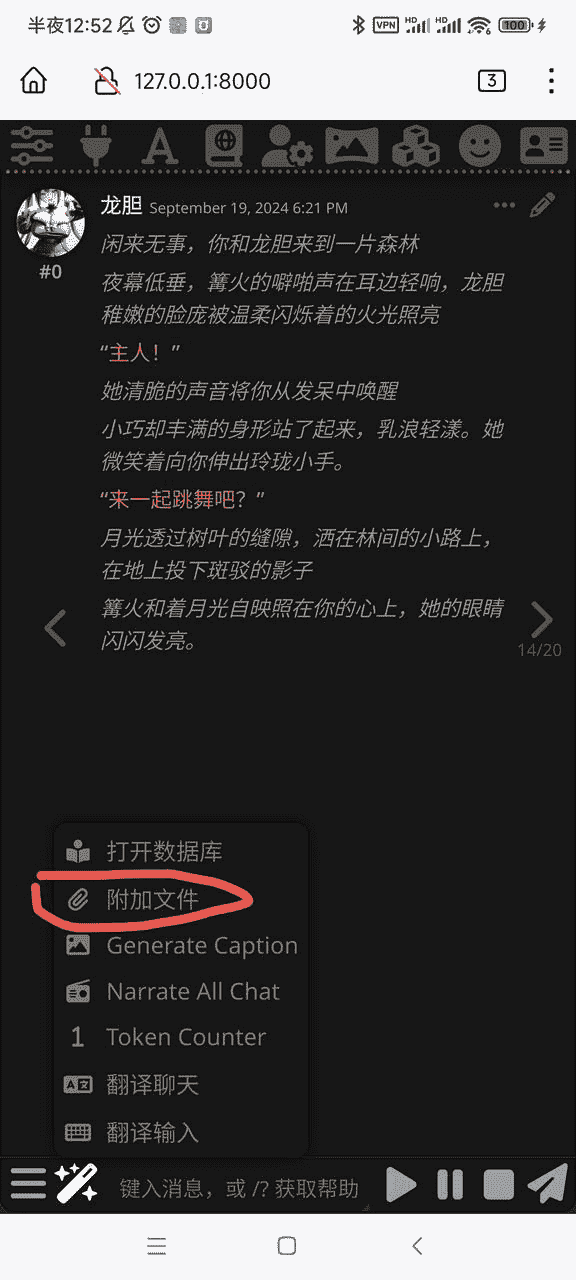 半夜12:52
VPN
HD
HD
6
100
127.0.0.1:8000
3
龙胆 September 19, 2024 6:21 PM
#0
闲来无事，你和龙胆来到一片森林
夜幕低垂，篝火的噼啪声在耳边轻响，龙胆
稚嫩的脸庞被温柔闪烁着的火光照亮
“主人！”
她清脆的声音将你从发呆中唤醒
小巧却丰满的身形站了起来，乳浪轻漾。她
微笑着向你伸出玲珑小手。
“来一起跳舞吧？”
月光透过树叶的缝隙，洒在林间的小路上，
在地上投下斑驳的影子
篝火和着月光自映照在你的心上，她的眼睛
闪闪发亮。
14/20
打开数据库
附加文件
Generate Caption
Narrate All Chat
1 Token Counter
翻译聊天
翻译输入
键入消息，或 /? 获取帮助